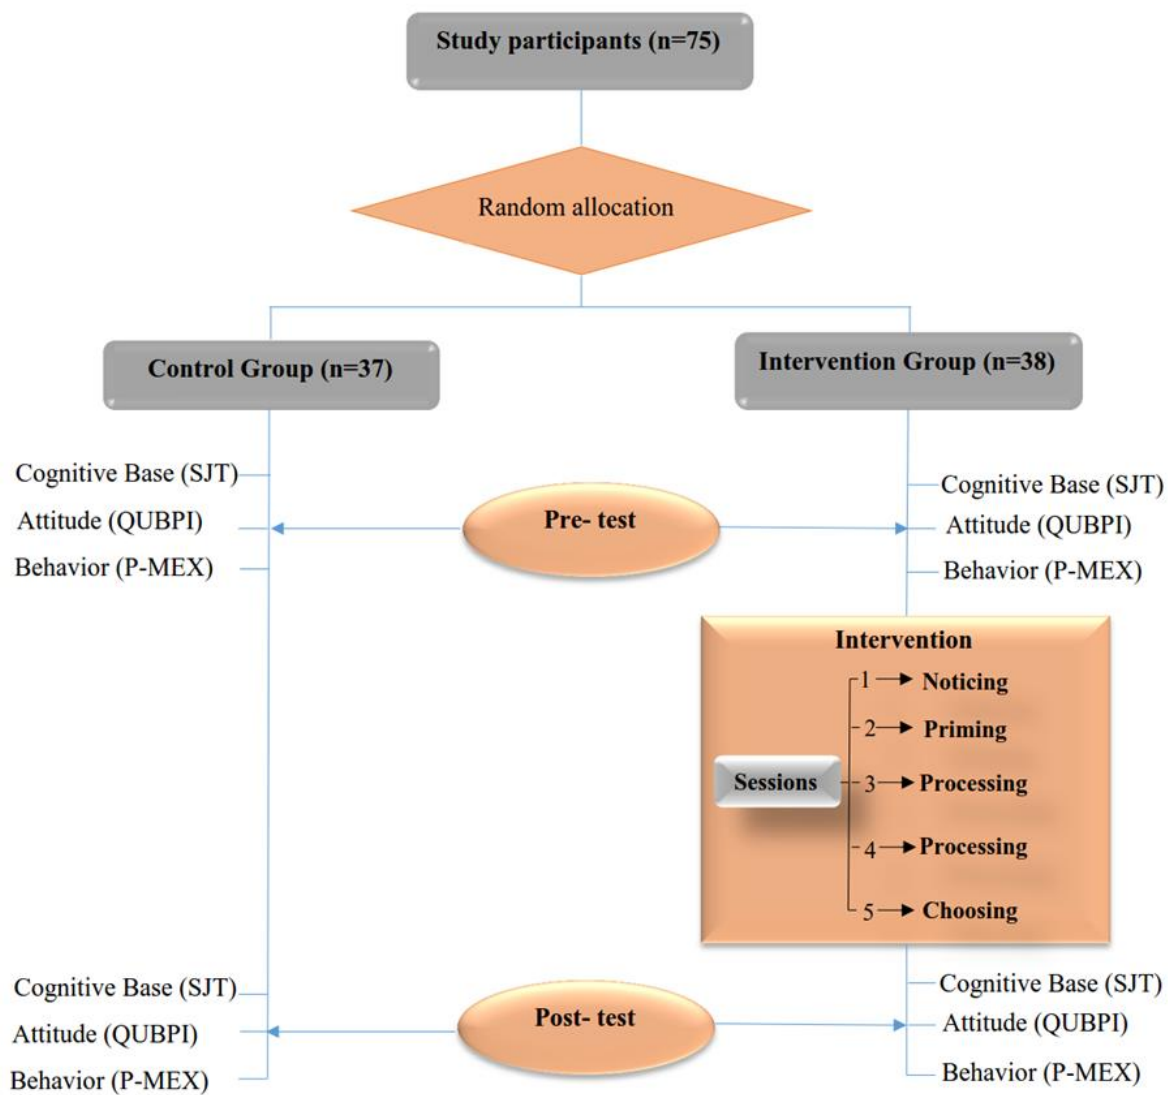 Study participants (n=75)
Random allocation
Control Group (n=37)
Intervention Group (n=38)
Cognitive Base (SJT)
Attitude (QUBPI)
Behavior (P-MEX)
Pre- test
Cognitive Base (SJT)
Attitude (QUBPI)
Behavior (P-MEX)
Intervention
Sessions
1 Noticing
2 Priming
3 Processing
4 Processing
5 Choosing
Cognitive Base (SJT)
Attitude (QUBPI)
Behavior (P-MEX)
Post- test
Cognitive Base (SJT)
Attitude (QUBPI)
Behavior (P-MEX)